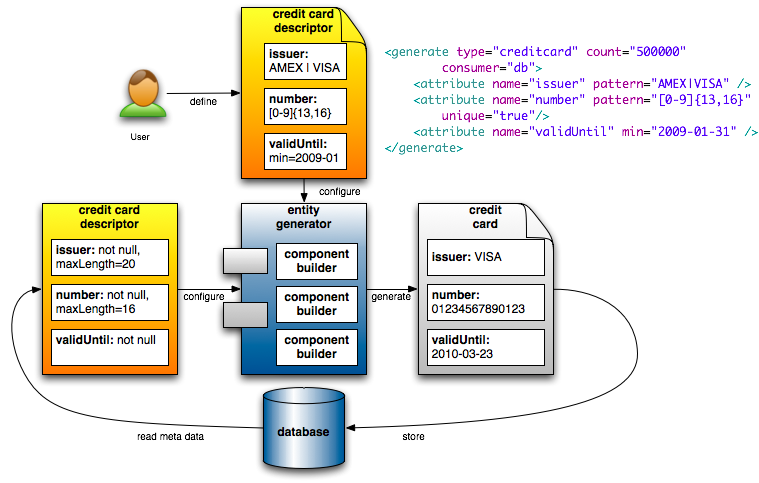 credit card
descriptor
issuer:
AMEX | VISA
number:
[0-9]{13,16}
validUntil:
min=2009-01
<generate type="creditcard" count="500000"
consumer="db">
<attribute name="issuer" pattern="AMEX|VISA" />
<attribute name="number" pattern="[0-9]{13,16}"
unique="true"/>
<attribute name="validUntil" min="2009-01-31" />
</generate>
define
User
configure
credit card
descriptor
issuer: not null,
maxLength=20
number: not null,
maxLength=16
validUntil: not null
configure
entity
generator
component
builder
component
builder
component
builder
generate
credit
card
issuer: VISA
number:
01234567890123
validUntil:
2010-03-23
read meta data
database
store